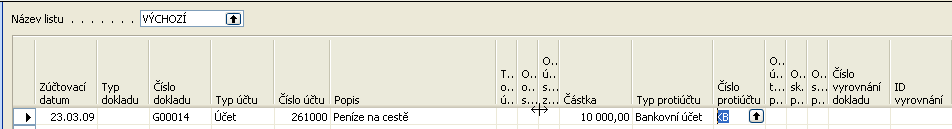 Název listu . . . . . . . VÝCHOZÍ
Zúčtovací datum Typ dokladu Číslo dokladu Typ účtu Číslo účtu Popis T... o... ú... O... o... s... O... ú... s... z... Částka Typ protiúčtu Číslo protiúčtu O... ú... t... p... O... sk. p... O... s... p... Číslo vyrovnání dokladu ID vyrovnání
23.03.09 G00014 Účet 261000 Peníze na cestě 10 000,00 Bankovní účet KB